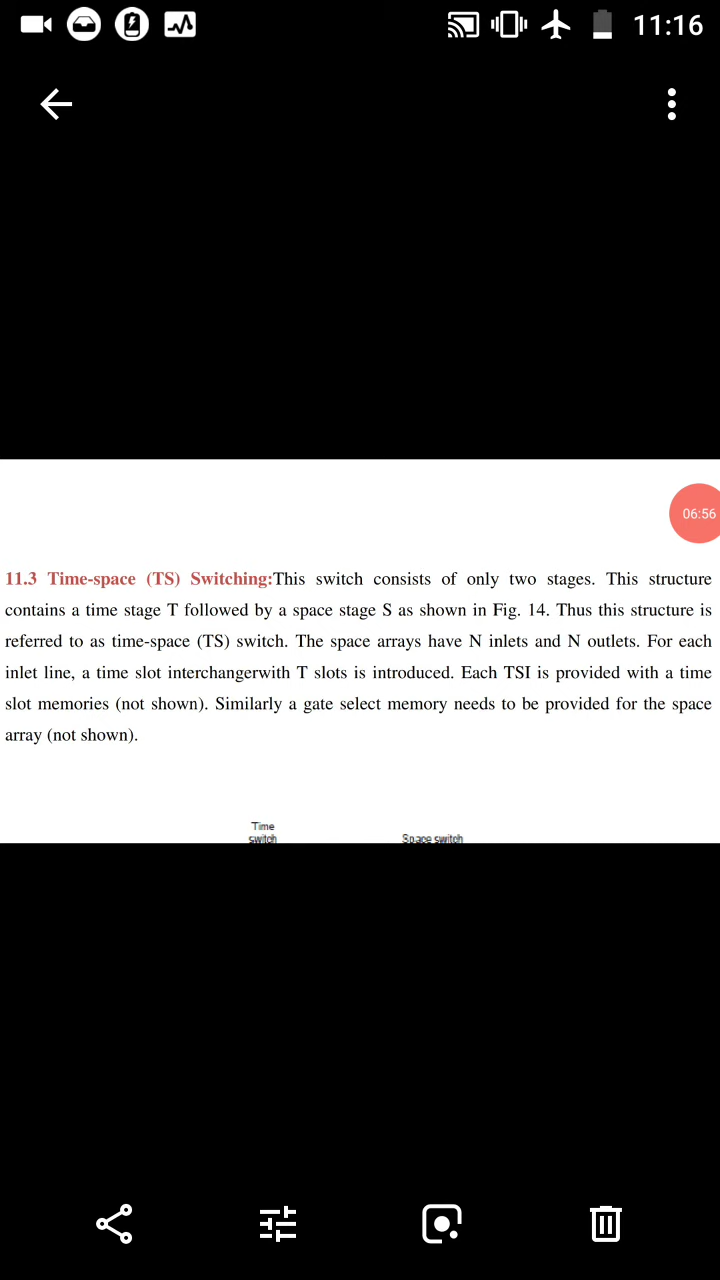 11:16
06:56
11.3 Time-space (TS) Switching:This switch consists of only two stages. This structure
contains a time stage T followed by a space stage S as shown in Fig. 14. Thus this structure is
referred to as time-space (TS) switch. The space arrays have N inlets and N outlets. For each
inlet line, a time slot interchangerwith T slots is introduced. Each TSI is provided with a time
slot memories (not shown). Similarly a gate select memory needs to be provided for the space
array (not shown).
Time
switch Space switch